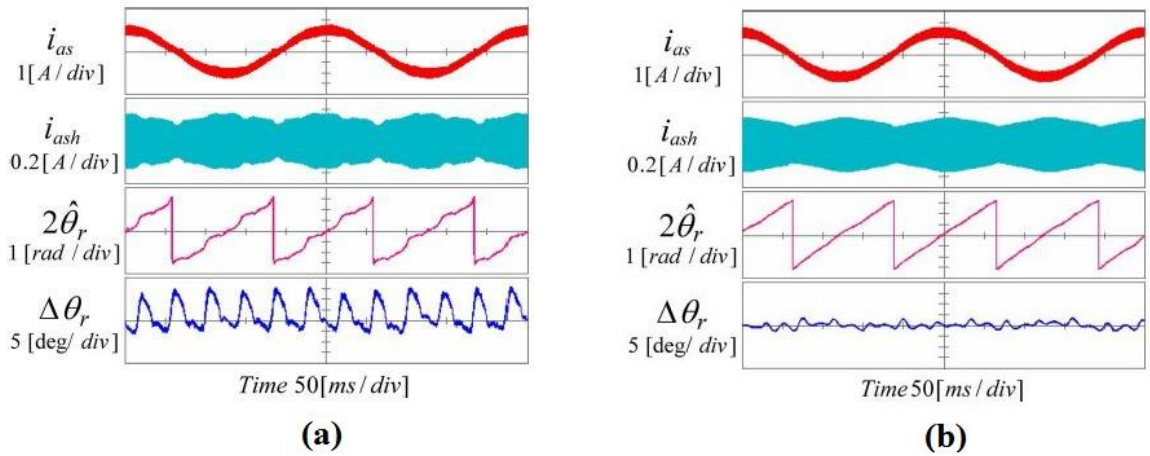 i_as
1[A/div]
i_ash
0.2[A/div]
2θ̂_r
1 [rad/div]
Δθ_r
5 [deg/div]
Time 50[ms/div]
(a)
i_as
1[A/div]
i_ash
0.2[A/div]
2θ̂_r
1 [rad/div]
Δθ_r
5 [deg/div]
Time 50[ms/div]
(b)